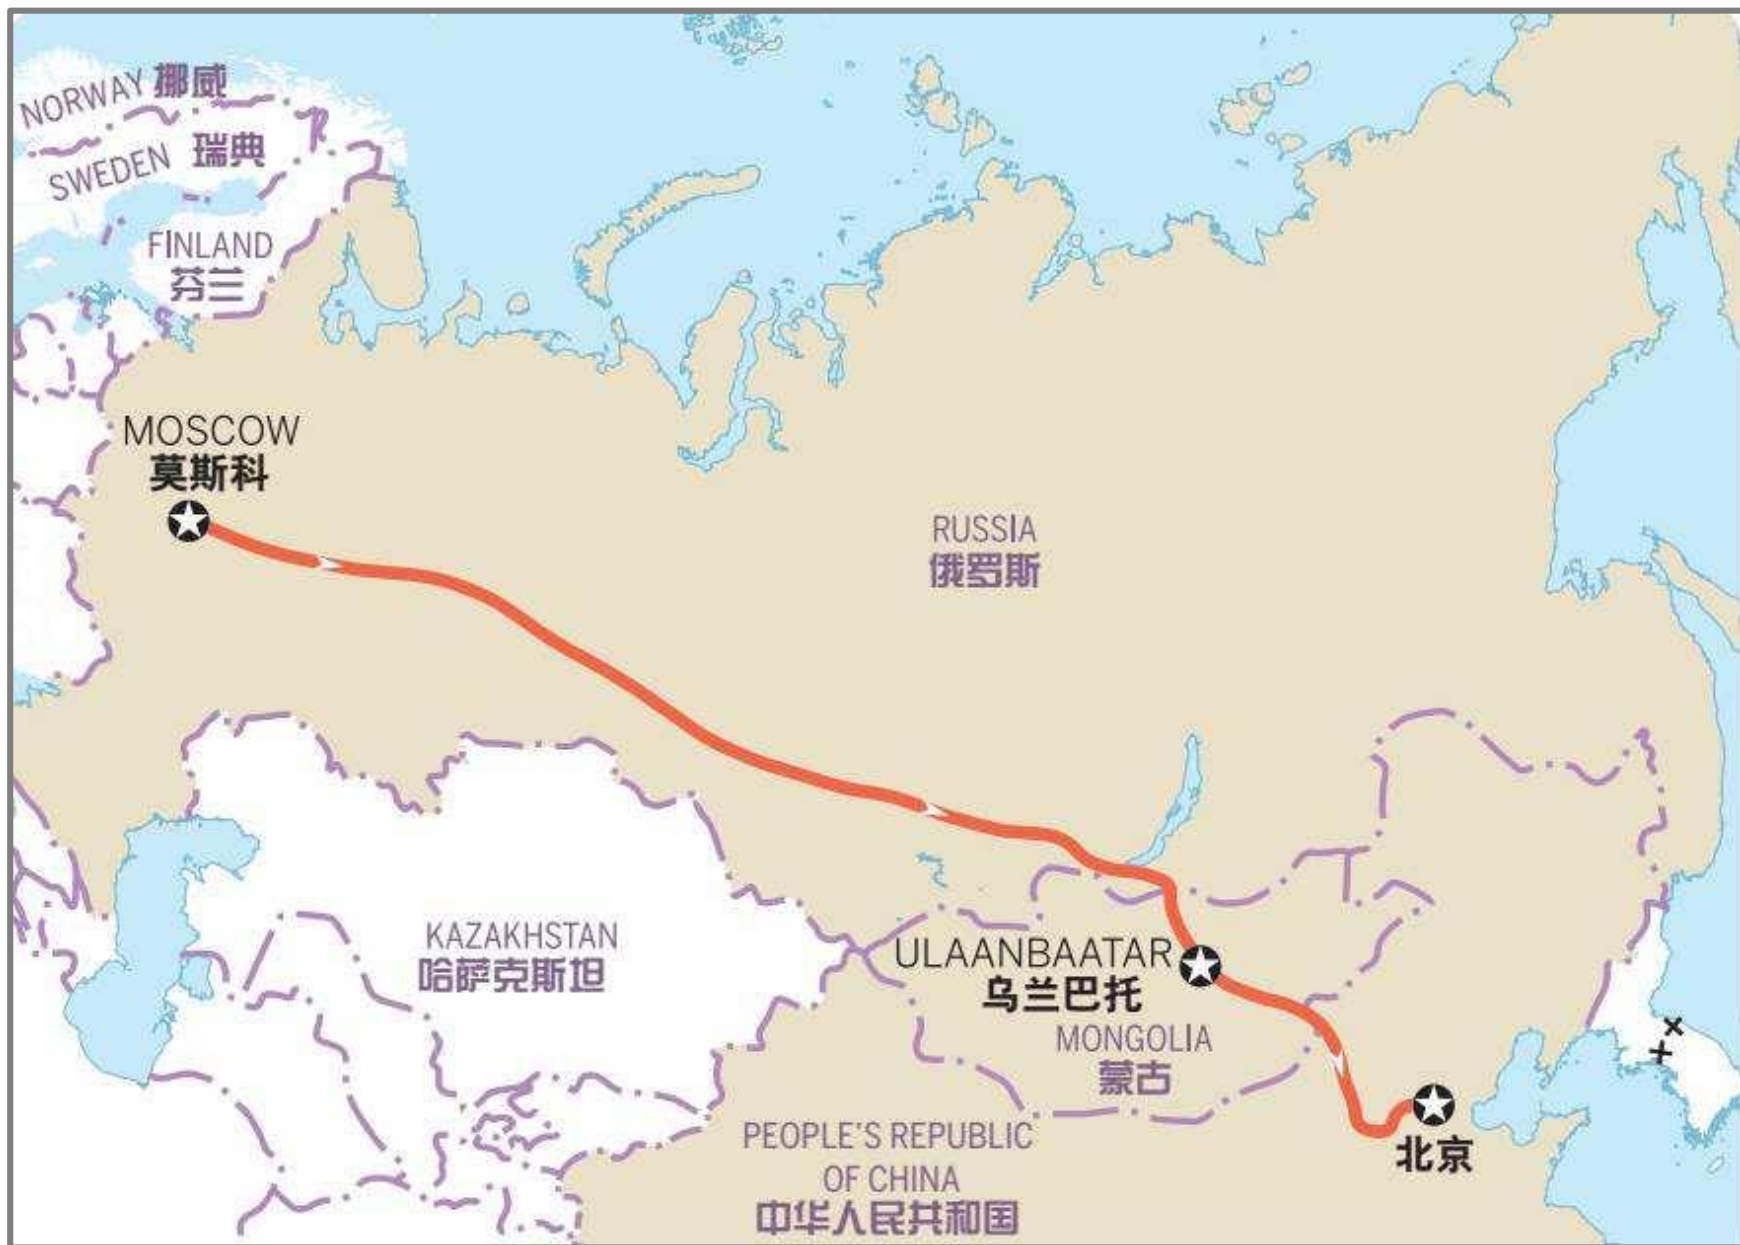 NORWAY 挪威
SWEDEN 瑞典
FINLAND
芬兰
MOSCOW
莫斯科
RUSSIA
俄罗斯
KAZAKHSTAN
哈萨克斯坦
ULAANBAATAR
乌兰巴托
MONGOLIA
蒙古
PEOPLE'S REPUBLIC
OF CHINA
中华人民共和国
北京